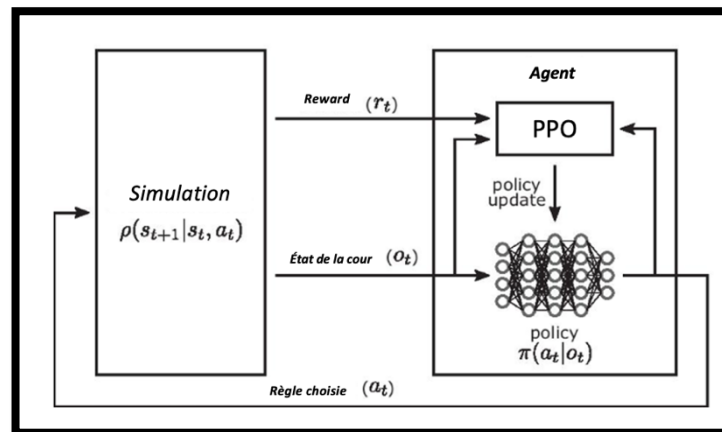 Agent
Reward (r_t)
PPO
Simulation
ρ(s_{t+1}|s_t, a_t)
policy
update
État de la cour (o_t)
policy
π(a_t|o_t)
Règle choisie (a_t)